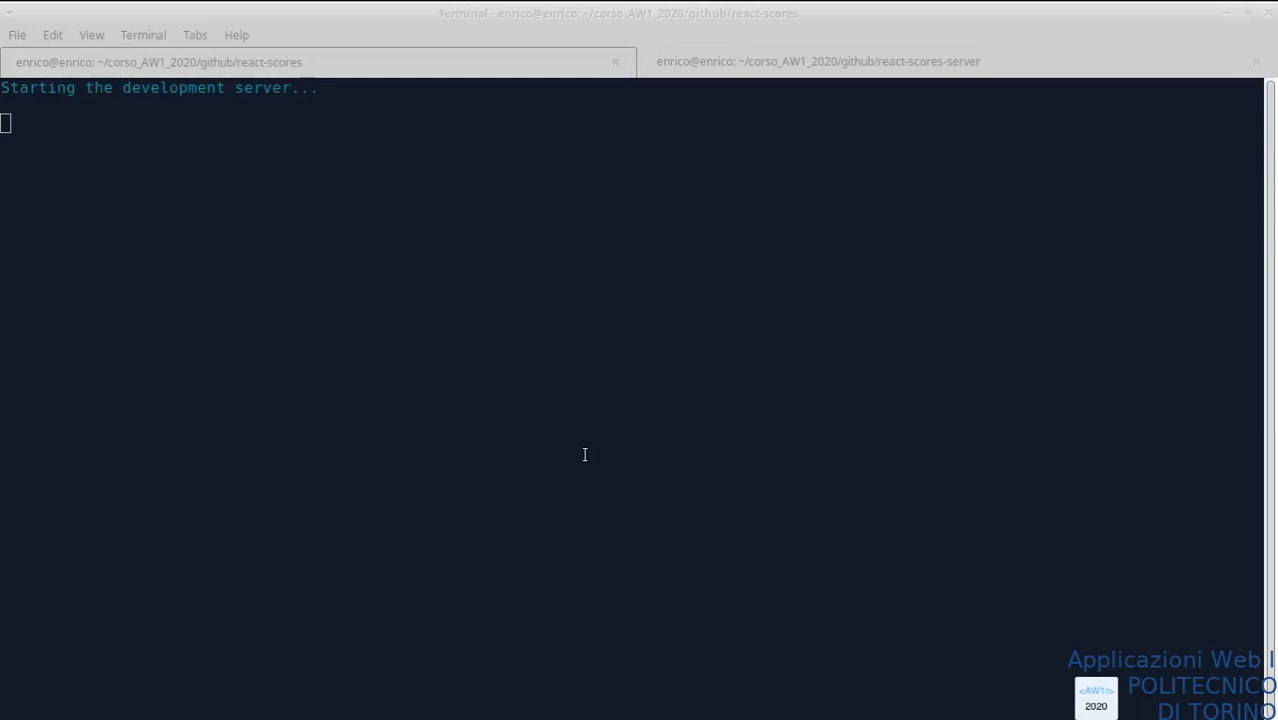 Terminal - enrico@enrico: ~/corso_AW1_2020/github/react-scores
File Edit View Terminal Tabs Help
enrico@enrico: ~/corso_AW1_2020/github/react-scores
enrico@enrico: ~/corso_AW1_2020/github/react-scores-server
Starting the development server...
Applicazioni Web I
POLITECNICO
DI TORINO
<AW1/>
2020